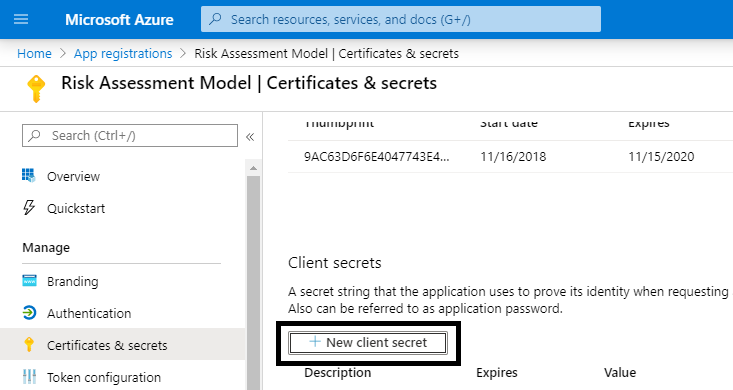 Microsoft Azure
Search resources, services, and docs (G+/)
Home > App registrations > Risk Assessment Model | Certificates & secrets
Risk Assessment Model | Certificates & secrets
Search (Ctrl+/)
«
Overview
Quickstart
Manage
Branding
Authentication
Certificates & secrets
Token configuration
Thumbprint Start date Expires
9AC63D6F6E4047743E4... 11/16/2018 11/15/2020
Client secrets
A secret string that the application uses to prove its identity when requesting
Also can be referred to as application password.
+ New client secret
Description Expires Value